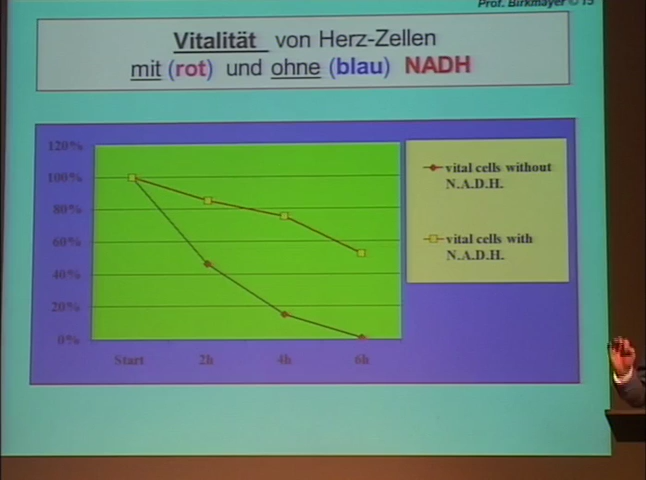 Prof. Birkmayer © 15
Vitalität von Herz-Zellen
mit (rot) und ohne (blau) NADH
120%
100%
80%
60%
40%
20%
0%
Start 2h 4h 6h
vital cells without
N.A.D.H.
vital cells with
N.A.D.H.